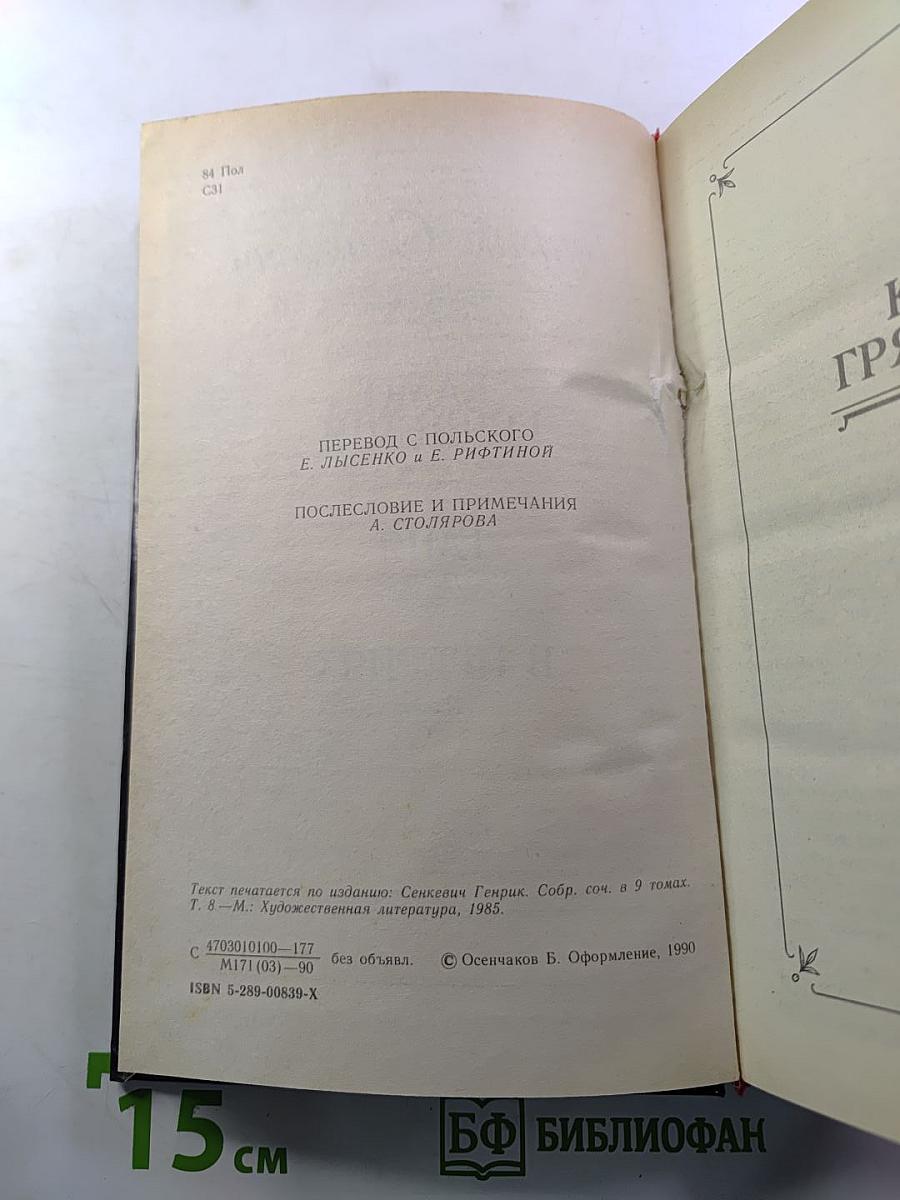 84 Пол
С31
ПЕРЕВОД С ПОЛЬСКОГО
Е. ЛЫСЕНКО и Е. РИФТИНОЙ
ПОСЛЕСЛОВИЕ И ПРИМЕЧАНИЯ
А. СТОЛЯРОВА
Текст печатается по изданию: Сенкевич Генрик. Собр. соч. в 9 томах.
Т. 8.—М.: Художественная литература, 1985.
С 4703010100—177
М171(03)—90
без объявл. © Осенчаков Б. Оформление, 1990
ISBN 5-289-00839-X
К
ГРЯ
15 см
БФ БИБЛИОФАН